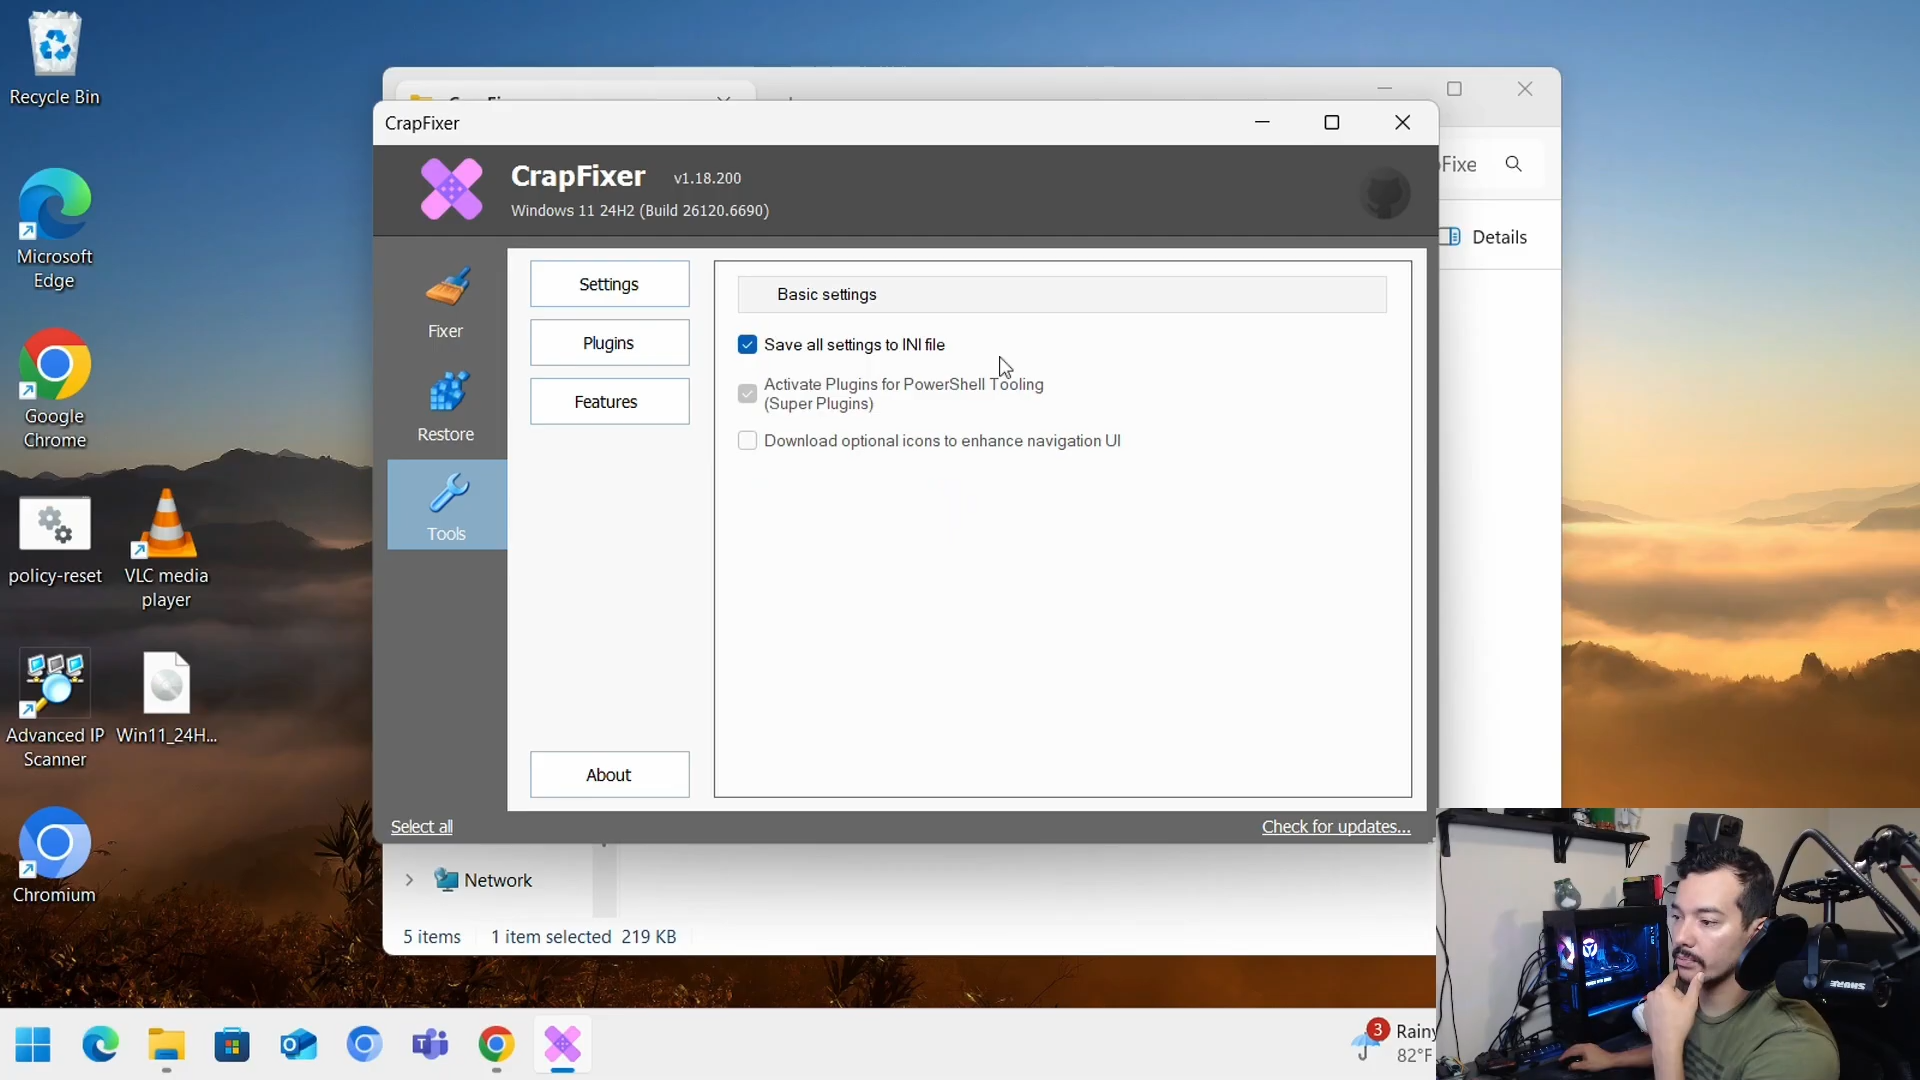 Recycle Bin
Microsoft
Edge
Google
Chrome
policy-reset
VLC media
player
Advanced IP
Scanner
Win11_24H...
Chromium
CrapFixer
CrapFixer
v1.18.200
Windows 11 24H2 (Build 26120.6690)
Fixer
Restore
Tools
Settings
Plugins
Features
About
Basic settings
Save all settings to INI file
Activate Plugins for PowerShell Tooling
(Super Plugins)
Download optional icons to enhance navigation UI
Select all
Check for updates...
Details
Network
5 items
1 item selected 219 KB
3
Rainy
82°F
SHURE